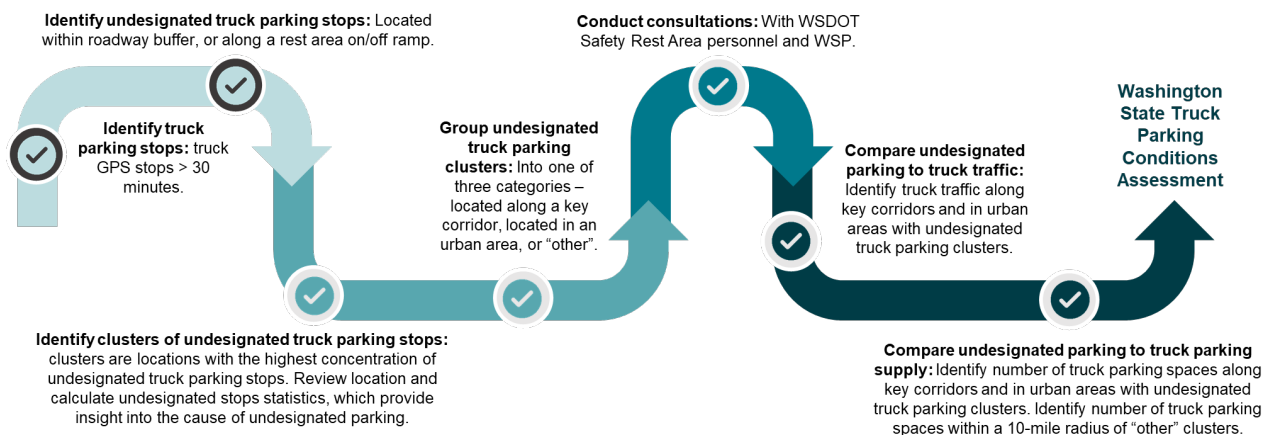 Identify undesignated truck parking stops: Located
within roadway buffer, or along a rest area on/off ramp.
Identify truck
parking stops: truck
GPS stops > 30
minutes.
Identify clusters of undesignated truck parking stops:
clusters are locations with the highest concentration of
undesignated truck parking stops. Review location and
calculate undesignated stops statistics, which provide
insight into the cause of undesignated parking.
Group undesignated
truck parking
clusters: Into one of
three categories –
located along a key
corridor, located in an
urban area, or “other”.
Conduct consultations: With WSDOT
Safety Rest Area personnel and WSP.
Compare undesignated
parking to truck traffic:
Identify truck traffic along
key corridors and in urban
areas with undesignated
truck parking clusters.
Compare undesignated parking to truck parking
supply: Identify number of truck parking spaces along
key corridors and in urban areas with undesignated
truck parking clusters. Identify number of truck parking
spaces within a 10-mile radius of “other” clusters.
Washington
State Truck
Parking
Conditions
Assessment